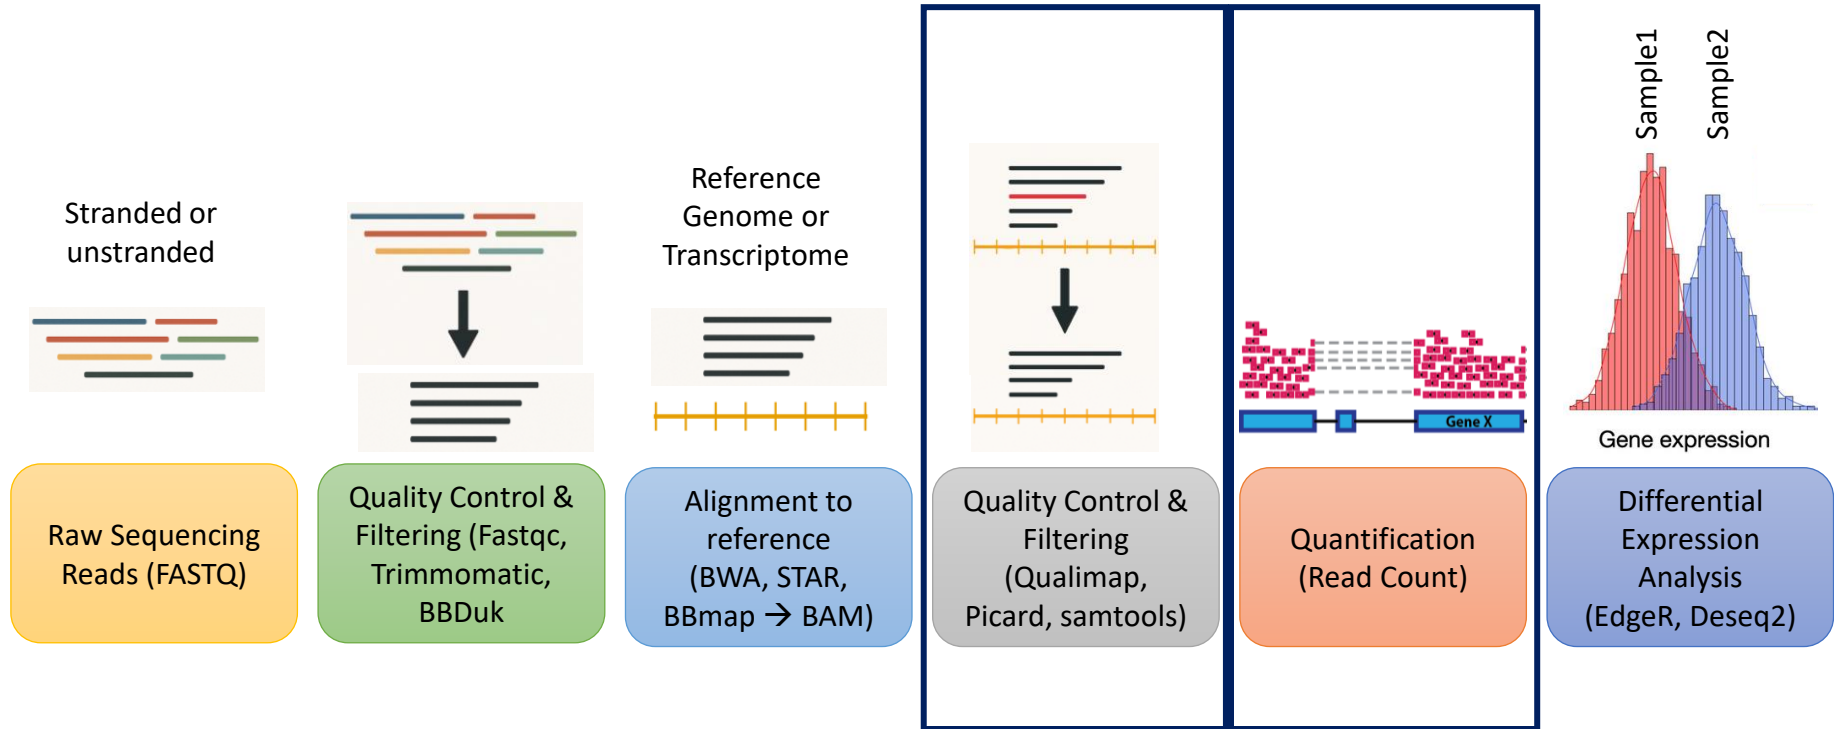 Stranded or
unstranded
Raw Sequencing
Reads (FASTQ)
Quality Control &
Filtering (Fastqc,
Trimmomatic,
BBDuk
Reference
Genome or
Transcriptome
Alignment to
reference
(BWA, STAR,
BBmap → BAM)
Quality Control &
Filtering
(Qualimap,
Picard, samtools)
Gene X
Quantification
(Read Count)
Sample1
Sample2
Gene expression
Differential
Expression
Analysis
(EdgeR, Deseq2)